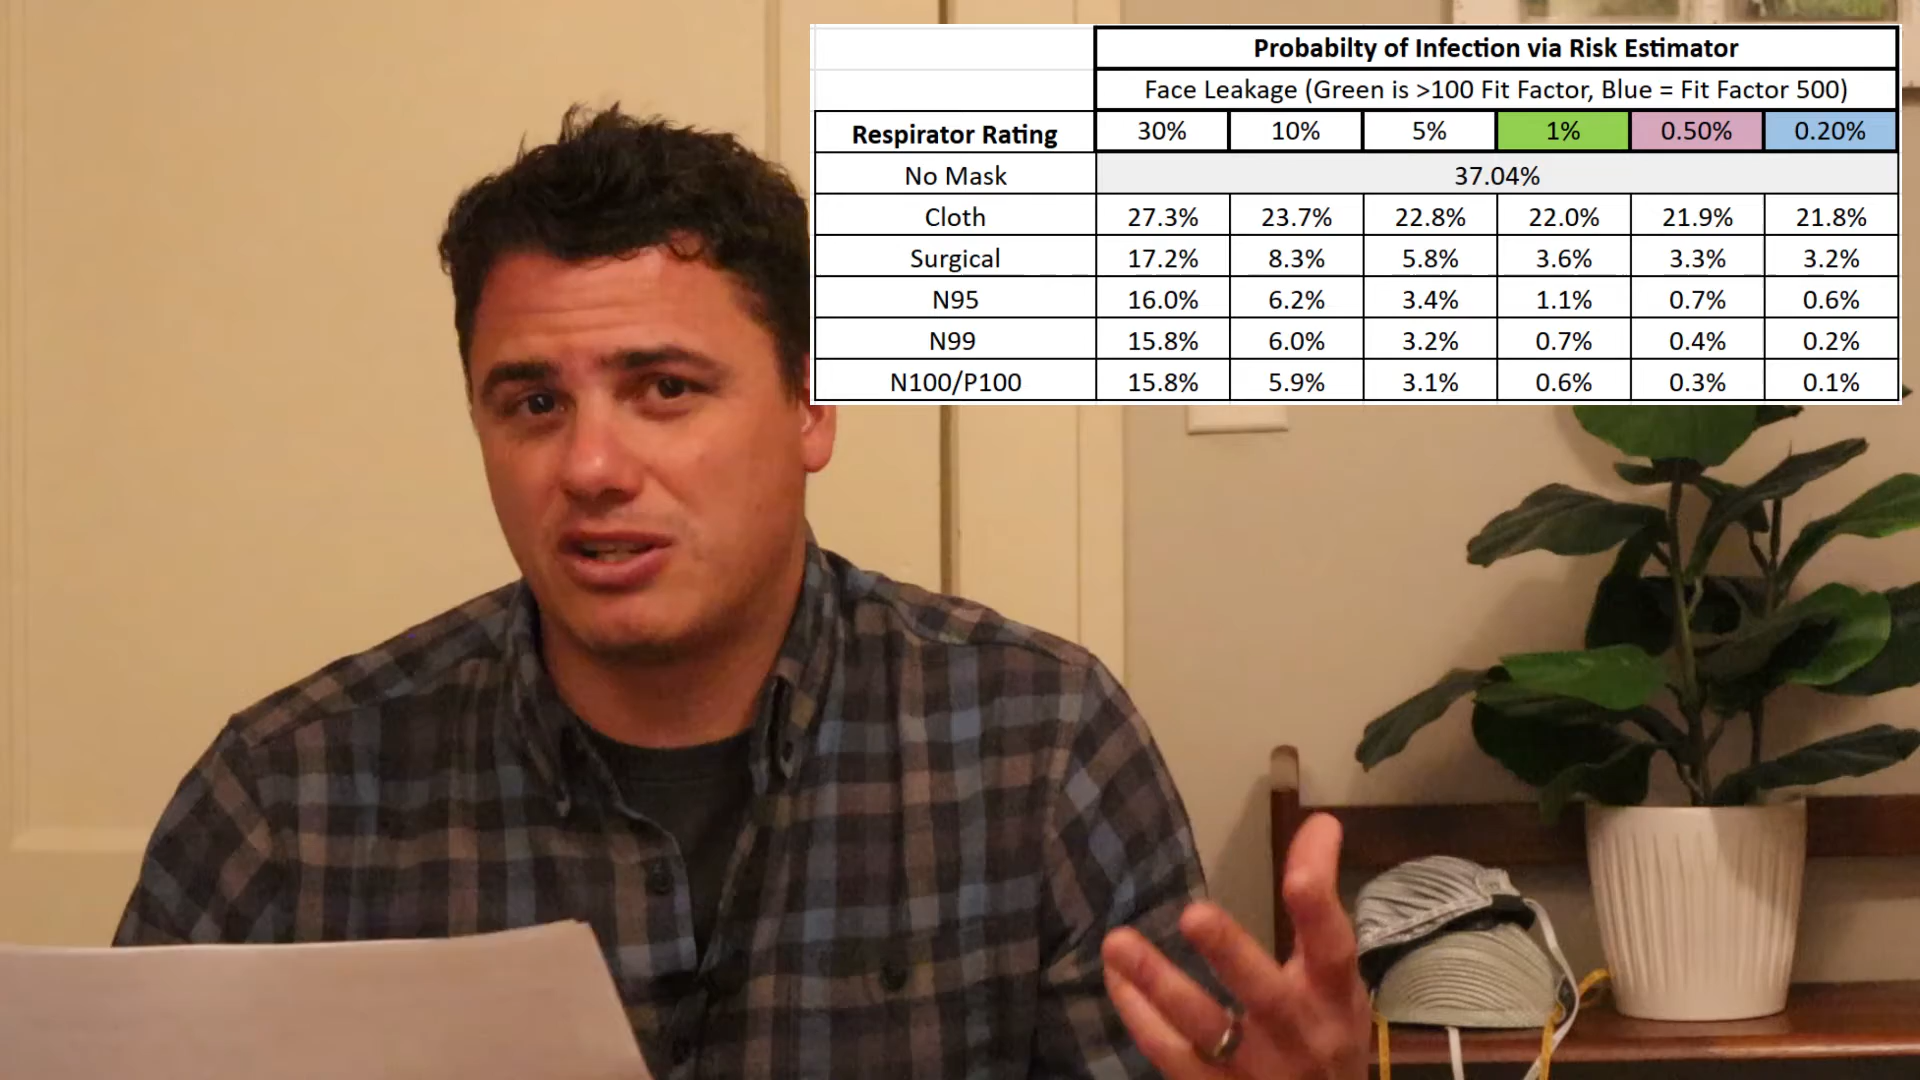 Probabilty of Infection via Risk Estimator
Face Leakage (Green is >100 Fit Factor, Blue = Fit Factor 500)
Respirator Rating 30% 10% 5% 1% 0.50% 0.20%
No Mask 37.04%
Cloth 27.3% 23.7% 22.8% 22.0% 21.9% 21.8%
Surgical 17.2% 8.3% 5.8% 3.6% 3.3% 3.2%
N95 16.0% 6.2% 3.4% 1.1% 0.7% 0.6%
N99 15.8% 6.0% 3.2% 0.7% 0.4% 0.2%
N100/P100 15.8% 5.9% 3.1% 0.6% 0.3% 0.1%